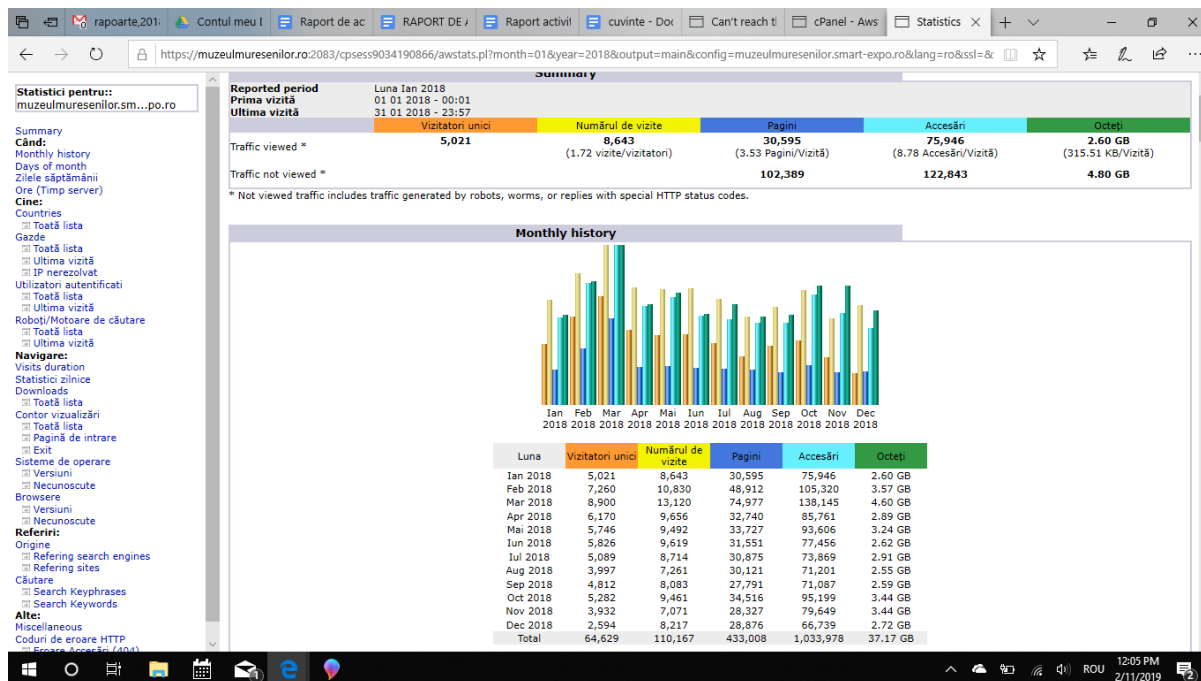 rapoarte,2018
Contul meu I
Raport de ac
RAPORT DE A
Raport activit
cuvinte - Doc
Can't reach tl
cPanel - Aws
Statistics
https://muzeulmuresenilor.ro:2083/cpsess9034190866/awstats.pl?month=01&year=2018&output=main&config=muzeulmuresenilor.smart-expo.ro&lang=ro&ssl=&
Statistici pentru::
muzeulmuresenilor.sm...po.ro
Summary
Când:
Monthly history
Days of month
Zilele săptămânii
Ore (Timp server)
Cine:
Countries
Toată lista
Gazde
Toată lista
Ultima vizită
IP nerezolvat
Utilizatori autentificati
Toată lista
Ultima vizită
Roboți/Motoare de căutare
Toată lista
Ultima vizită
Navigare:
Visits duration
Statistici zilnice
Downloads
Toată lista
Contor vizualizări
Toată lista
Pagină de intrare
Exit
Sisteme de operare
Versiuni
Necunoscute
Browsere
Versiuni
Necunoscute
Referiri:
Origine
Refering search engines
Refering sites
Căutare
Search Keyphrases
Search Keywords
Alte:
Miscellaneous
Coduri de eroare HTTP
Eroare Accesări (404)
Summary
Reported period Luna Ian 2018
Prima vizită 01 01 2018 - 00:01
Ultima vizită 31 01 2018 - 23:57
Vizitatori unici Numărul de vizite Pagini Accesări Octeți
Traffic viewed * 5,021 8,643 30,595 75,946 2.60 GB
(1.72 vizite/vizitatori) (3.53 Pagini/Vizită) (8.78 Accesări/Vizită) (315.51 KB/Vizită)
Traffic not viewed * 102,389 122,843 4.80 GB
* Not viewed traffic includes traffic generated by robots, worms, or replies with special HTTP status codes.
Monthly history
Ian Feb Mar Apr Mai Iun Iul Aug Sep Oct Nov Dec
2018 2018 2018 2018 2018 2018 2018 2018 2018 2018 2018 2018
Luna Vizitatori unici Numărul de vizite Pagini Accesări Octeți
Ian 2018 5,021 8,643 30,595 75,946 2.60 GB
Feb 2018 7,260 10,830 48,912 105,320 3.57 GB
Mar 2018 8,900 13,120 74,977 138,145 4.60 GB
Apr 2018 6,170 9,656 32,740 85,761 2.89 GB
Mai 2018 5,746 9,492 33,727 93,606 3.24 GB
Iun 2018 5,826 9,619 31,551 77,456 2.62 GB
Iul 2018 5,089 8,714 30,875 73,869 2.91 GB
Aug 2018 3,997 7,261 30,121 71,201 2.55 GB
Sep 2018 4,812 8,083 27,791 71,087 2.59 GB
Oct 2018 5,282 9,461 34,516 95,199 3.44 GB
Nov 2018 3,932 7,071 28,327 79,649 3.44 GB
Dec 2018 2,594 8,217 28,876 66,739 2.72 GB
Total 64,629 110,167 433,008 1,033,978 37.17 GB
ROU
12:05 PM
2/11/2019